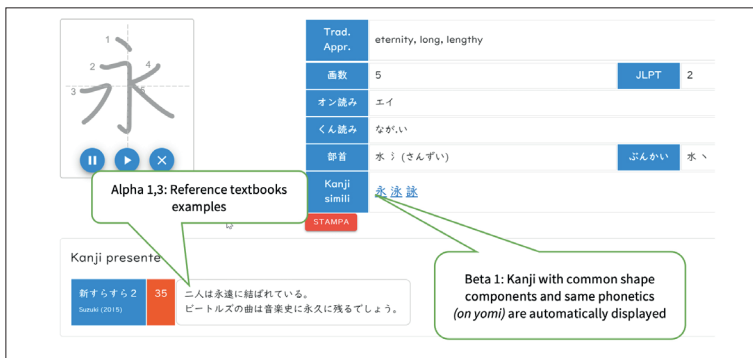 1
2
3
4
5
Trad. Appr.
eternity, long, lengthy
画数
5
JLPT
2
オン読み
エイ
くん読み
なが.い
部首
水 氵 (さんずい)
ぶんかい
水 丶
Kanji simili
永 泳 詠
STAMPA
Alpha 1,3: Reference textbooks
examples
Kanji presente
新すらすら2
Suzuki (2015)
35
二人は永遠に結ばれている。
ビートルズの曲は音楽史に永久に残るでしょう。
Beta 1: Kanji with common shape
components and same phonetics
(on yomi) are automatically displayed